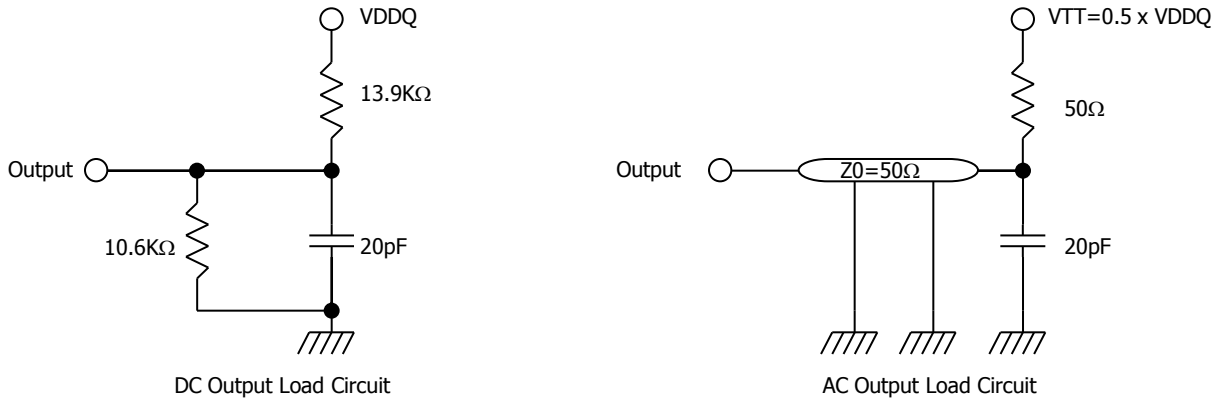 VDDQ
13.9KΩ
Output
10.6KΩ
20pF
DC Output Load Circuit
VTT=0.5 x VDDQ
50Ω
Output
Z0=50Ω
20pF
AC Output Load Circuit